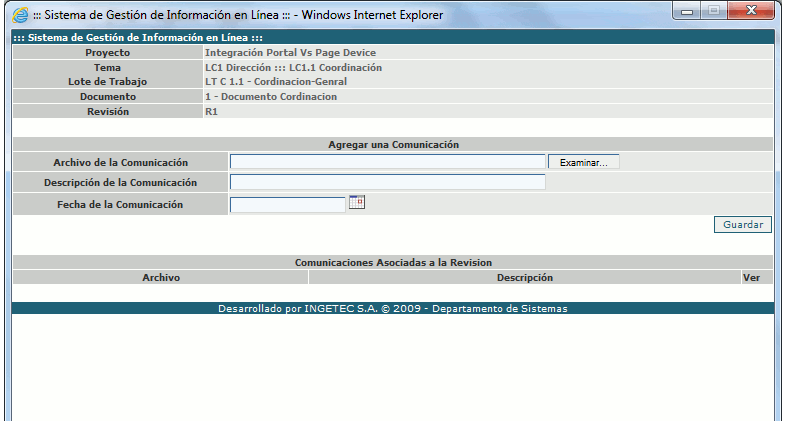 ::: Sistema de Gestión de Información en Línea ::: - Windows Internet Explorer
::: Sistema de Gestión de Información en Línea :::
Proyecto Integración Portal Vs Page Device
Tema LC1 Dirección ::: LC1.1 Coordinación
Lote de Trabajo LT C 1.1 - Cordinacion-Genral
Documento 1 - Documento Cordinacion
Revisión R1
Agregar una Comunicación
Archivo de la Comunicación Examinar...
Descripción de la Comunicación
Fecha de la Comunicación
Guardar
Comunicaciones Asociadas a la Revision
Archivo Descripción Ver
Desarrollado por INGETEC S.A. © 2009 - Departamento de Sistemas